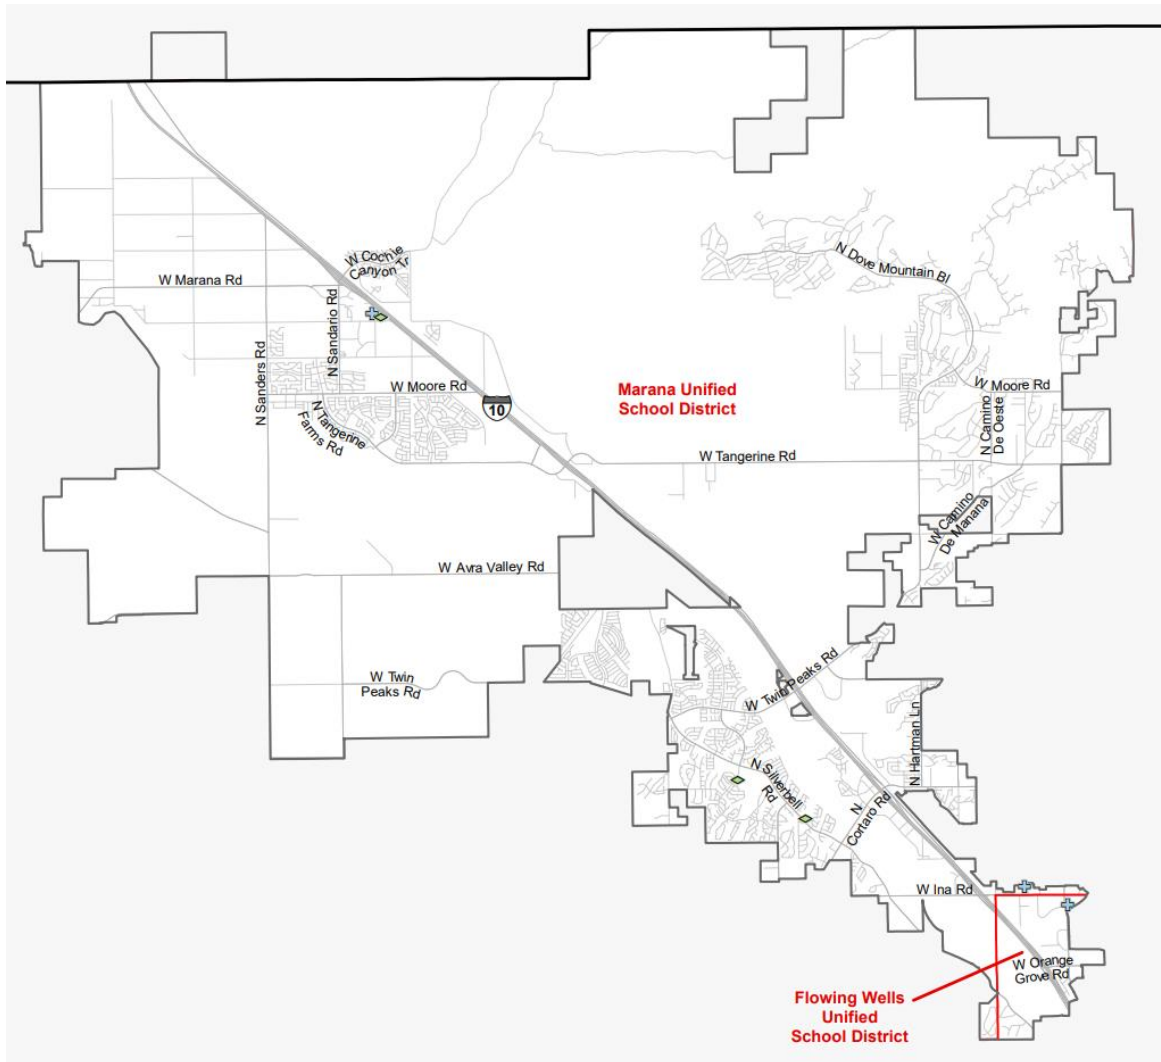 W Cochie
Canyon Tr
N Dove Mountain Bl
W Marana Rd
N Sandario Rd
N Sanders Rd
W Moore Rd
10
Marana Unified
School District
W Moore Rd
N Camino
De Oeste
N Tangerine
Farms Rd
W Tangerine Rd
W Camino
De Manana
W Avra Valley Rd
W Twin
Peaks Rd
W Twin Peaks Rd
N Hartman Ln
N Silverbell
Rd
N
Cortaro Rd
W Ina Rd
W Orange
Grove Rd
Flowing Wells
Unified
School District